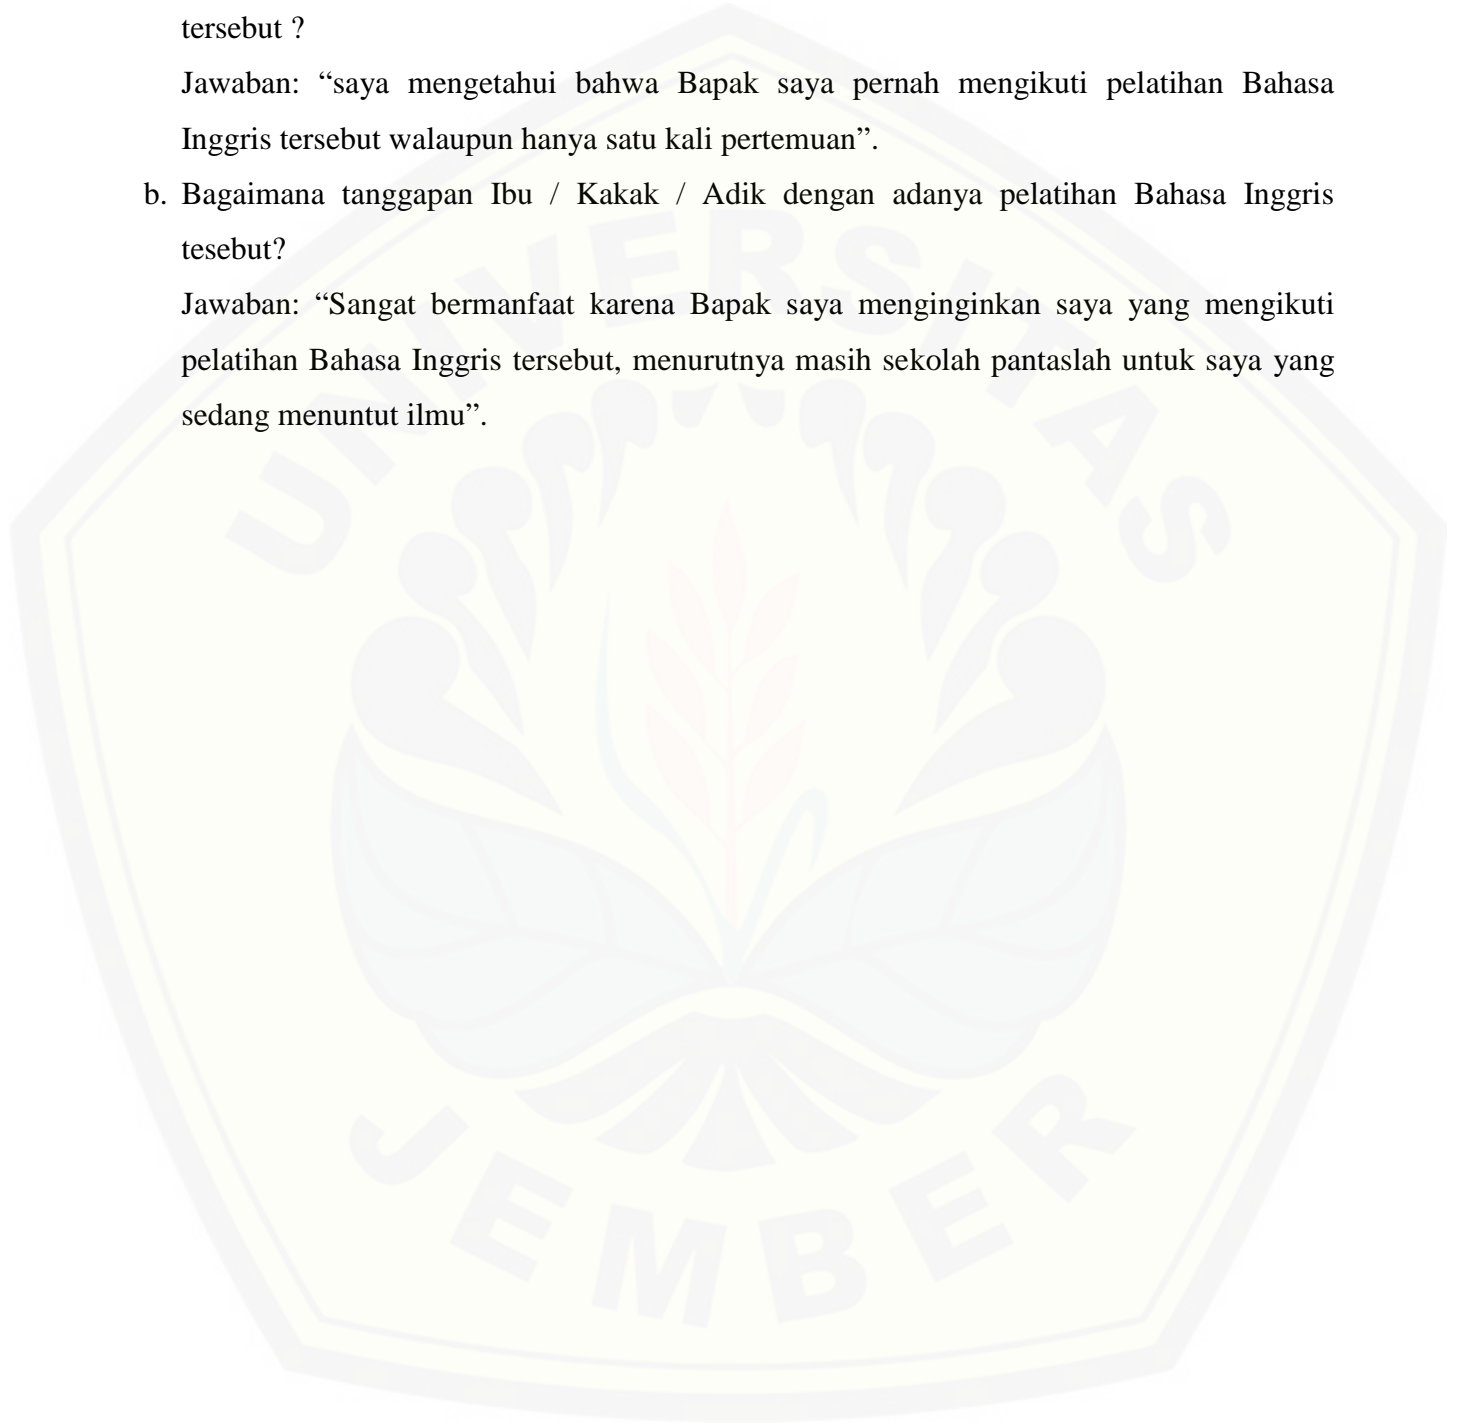 tersebut ?
Jawaban: “saya mengetahui bahwa Bapak saya pernah mengikuti pelatihan Bahasa
Inggris tersebut walaupun hanya satu kali pertemuan”.
b. Bagaimana tanggapan Ibu / Kakak / Adik dengan adanya pelatihan Bahasa Inggris
tesebut?
Jawaban: “Sangat bermanfaat karena Bapak saya menginginkan saya yang mengikuti
pelatihan Bahasa Inggris tersebut, menurutnya masih sekolah pantaslah untuk saya yang
sedang menuntut ilmu”.
UNIVERSITAS
JEMBER